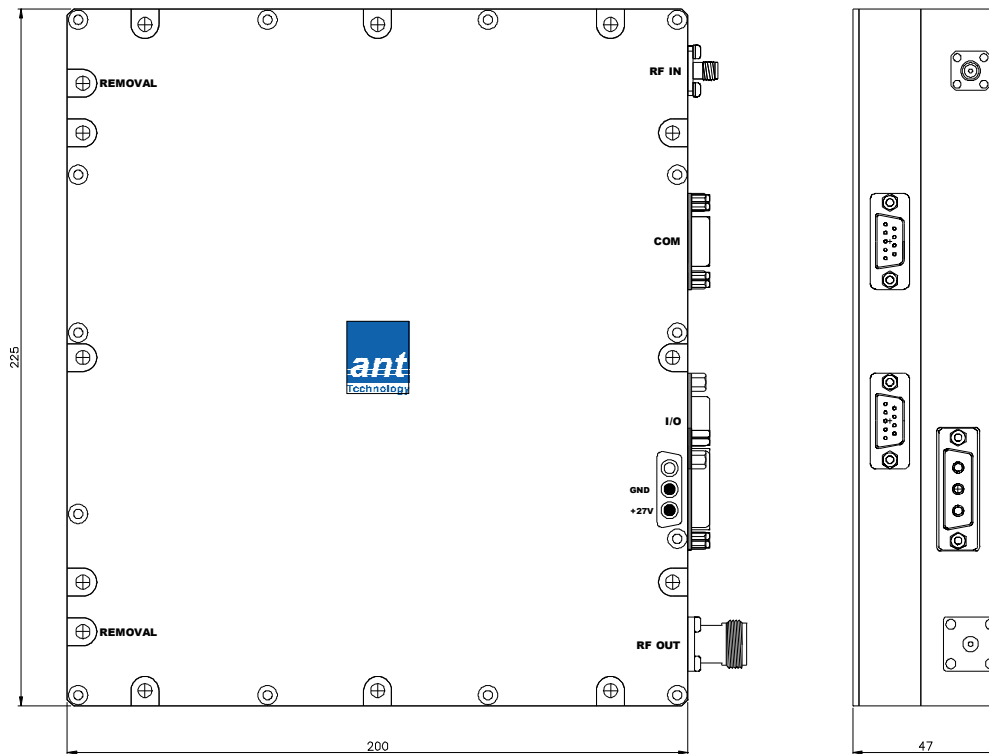 REMOVAL
RF IN
COM
225
ant
Technology
I/O
GND
+27V
REMOVAL
RF OUT
200
47